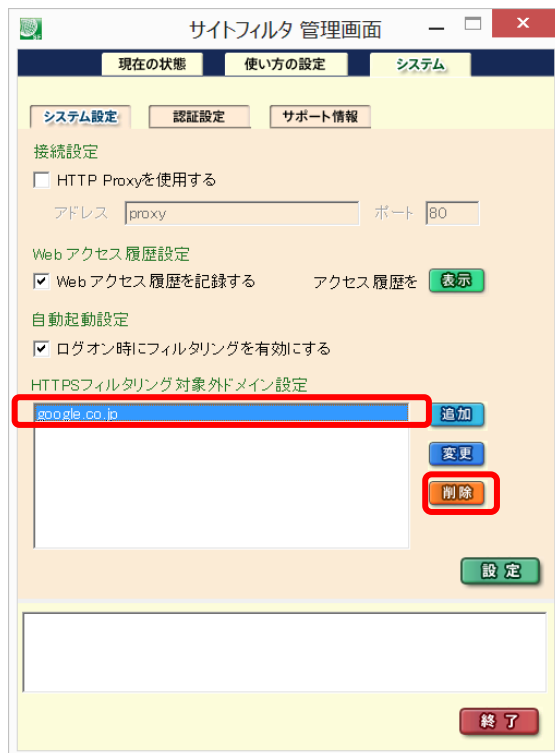 サイトフィルタ 管理画面
現在の状態 使い方の設定 システム
システム設定 認証設定 サポート情報
接続設定
HTTP Proxyを使用する
アドレス proxy ポート 80
Webアクセス履歴設定
Webアクセス履歴を記録する アクセス履歴を 表示
自動起動設定
ログオン時にフィルタリングを有効にする
HTTPSフィルタリング対象外ドメイン設定
google.co.jp 追加
変更
削除
設定
終了